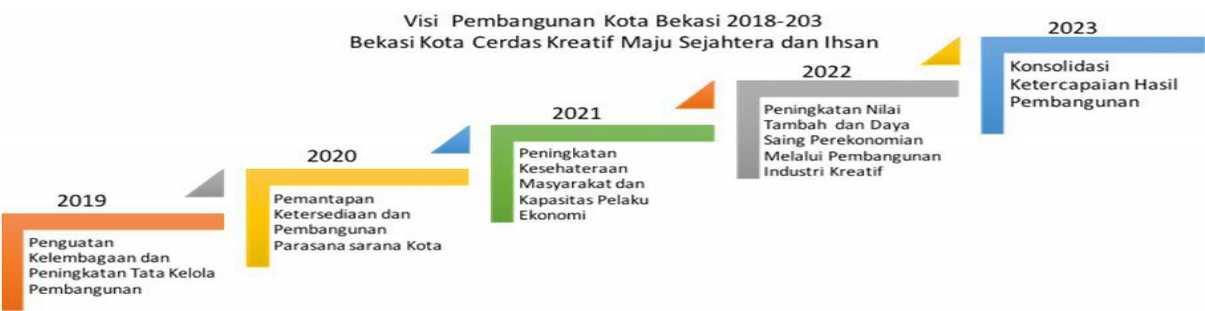 Visi Pembangunan Kota Bekasi 2018-203
Bekasi Kota Cerdas Kreatif Maju Sejahtera dan Ihsan
2019
Penguatan
Kelembagaan dan
Peningkatan Tata Kelola
Pembangunan
2020
Pemantapan
Ketersediaan dan
Pembangunan
Parasana sarana Kota
2021
Peningkatan
Kesehateraan
Masyarakat dan
Kapasitas Pelaku
Ekonomi
2022
Peningkatan Nilai
Tambah dan Daya
Saing Perekonomian
Melalui Pembangunan
Industri Kreatif
2023
Konsolidasi
Ketercapaian Hasil
Pembangunan